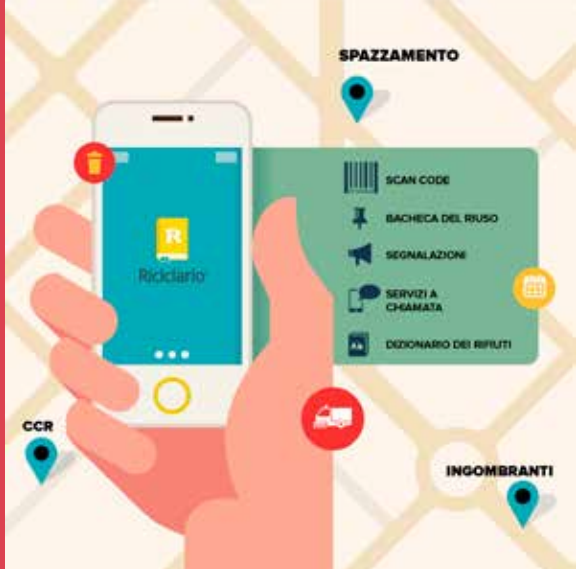 SPAZZAMENTO
SCAN CODE
BACHECA DEL RIUSO
SEGNALAZIONI
SERVIZI A
CHIAMATA
DIZIONARIO DEI RIFIUTI
R
Riciclario
CCR
INGOMBRANTI